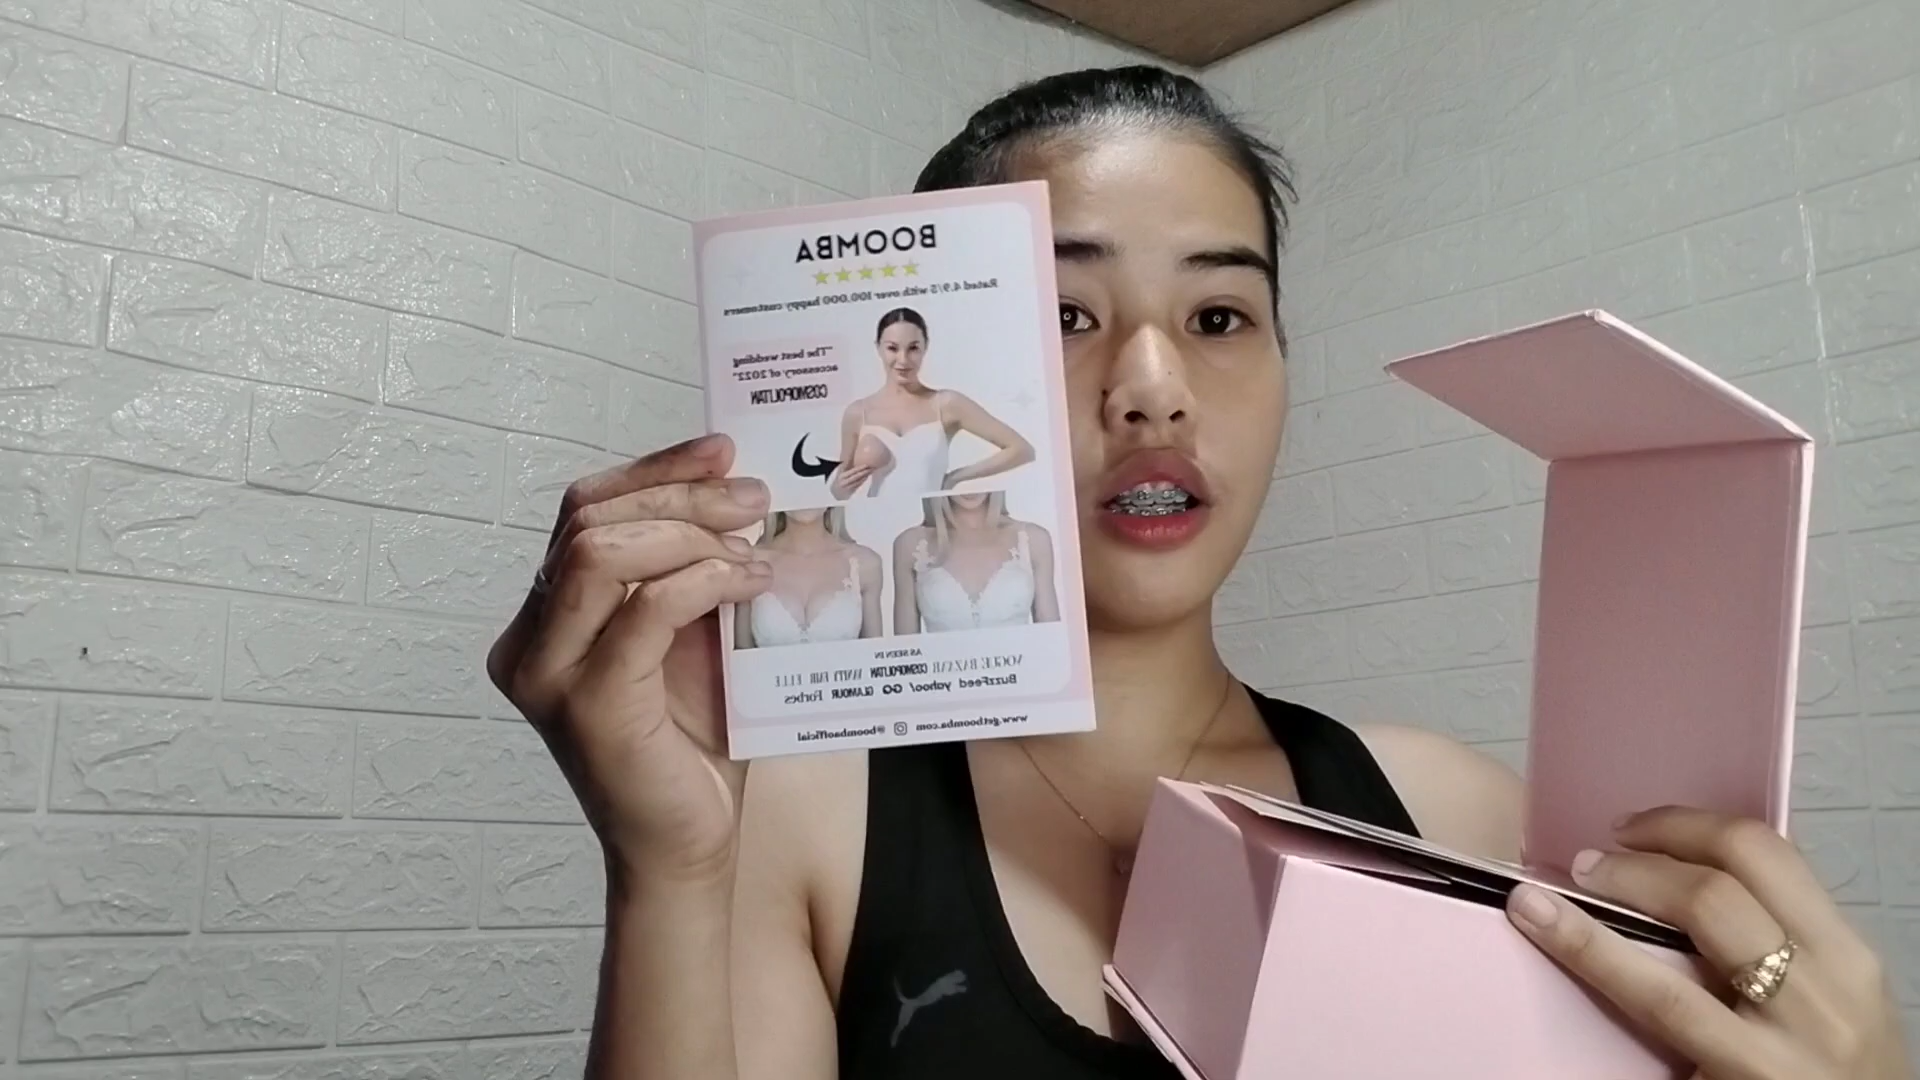 BOOMBA
Rated 4.9/5 with over 100,000 happy customers
"The best wedding
accessory of 2022"
COSMOPOLITAN
AS SEEN IN
VOGUE BAZAAR COSMOPOLITAN VANITY FAIR ELLE
BuzzFeed yahoo! GQ GLAMOUR Forbes
www.getboomba.com @boombaofficial